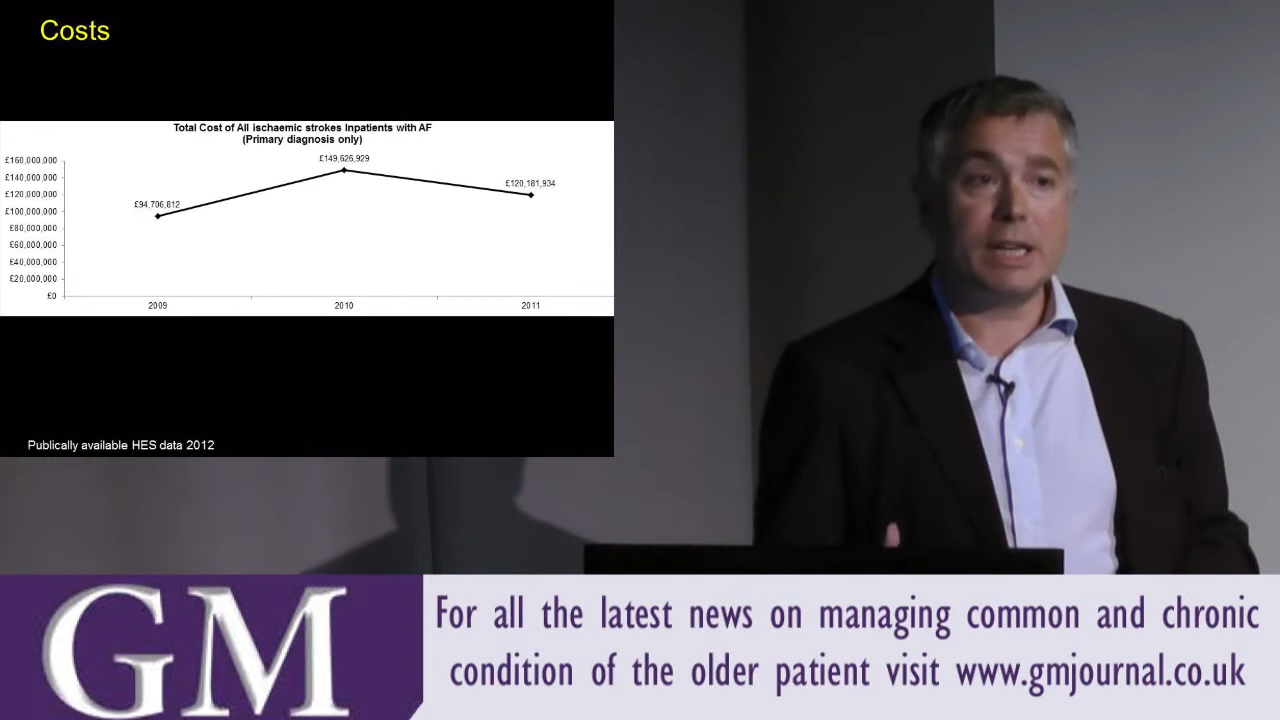 Costs
Total Cost of All ischaemic strokes Inpatients with AF
(Primary diagnosis only)
£160,000,000
£140,000,000
£120,000,000
£100,000,000
£80,000,000
£60,000,000
£40,000,000
£20,000,000
£0
£94,706,812
£149,626,929
£120,181,934
2009 2010 2011
Publically available HES data 2012
GM
For all the latest news on managing common and chronic
condition of the older patient visit www.gmjournal.co.uk